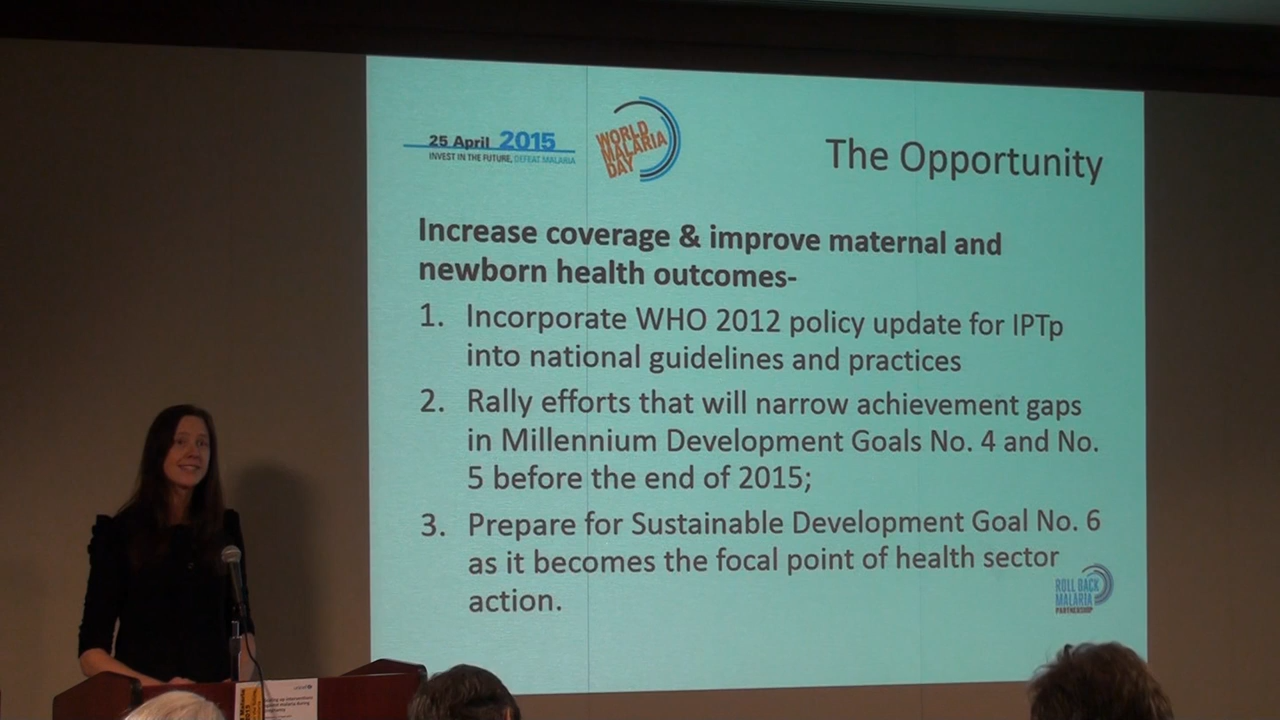 25 April 2015
INVEST IN THE FUTURE, DEFEAT MALARIA
WORLD
MALARIA
DAY
The Opportunity
Increase coverage & improve maternal and
newborn health outcomes-
1. Incorporate WHO 2012 policy update for IPTp
into national guidelines and practices
2. Rally efforts that will narrow achievement gaps
in Millennium Development Goals No. 4 and No.
5 before the end of 2015;
3. Prepare for Sustainable Development Goal No. 6
as it becomes the focal point of health sector
action.
ROLL BACK
MALARIA
PARTNERSHIP
unicef